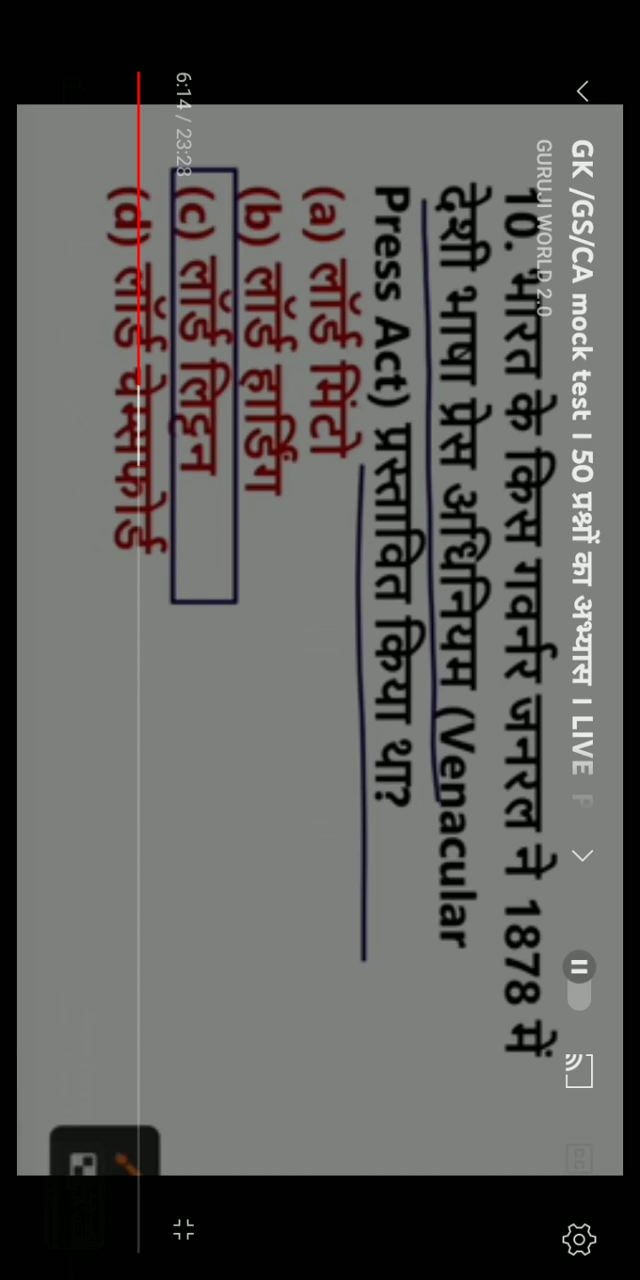 GK /GS/CA mock test । 50 प्रश्नों का अभ्यास । LIVE P
GURUJI WORLD 2.0
10. भारत के किस गवर्नर जनरल ने 1878 में
देशी भाषा प्रेस अधिनियम (Venacular
Press Act) प्रस्तावित किया था?
(a) लॉर्ड मिंटो
(b) लॉर्ड हार्डिंग
(c) लॉर्ड लिट्टन
(d) लॉर्ड चेम्सफोर्ड
6:14 / 23:28